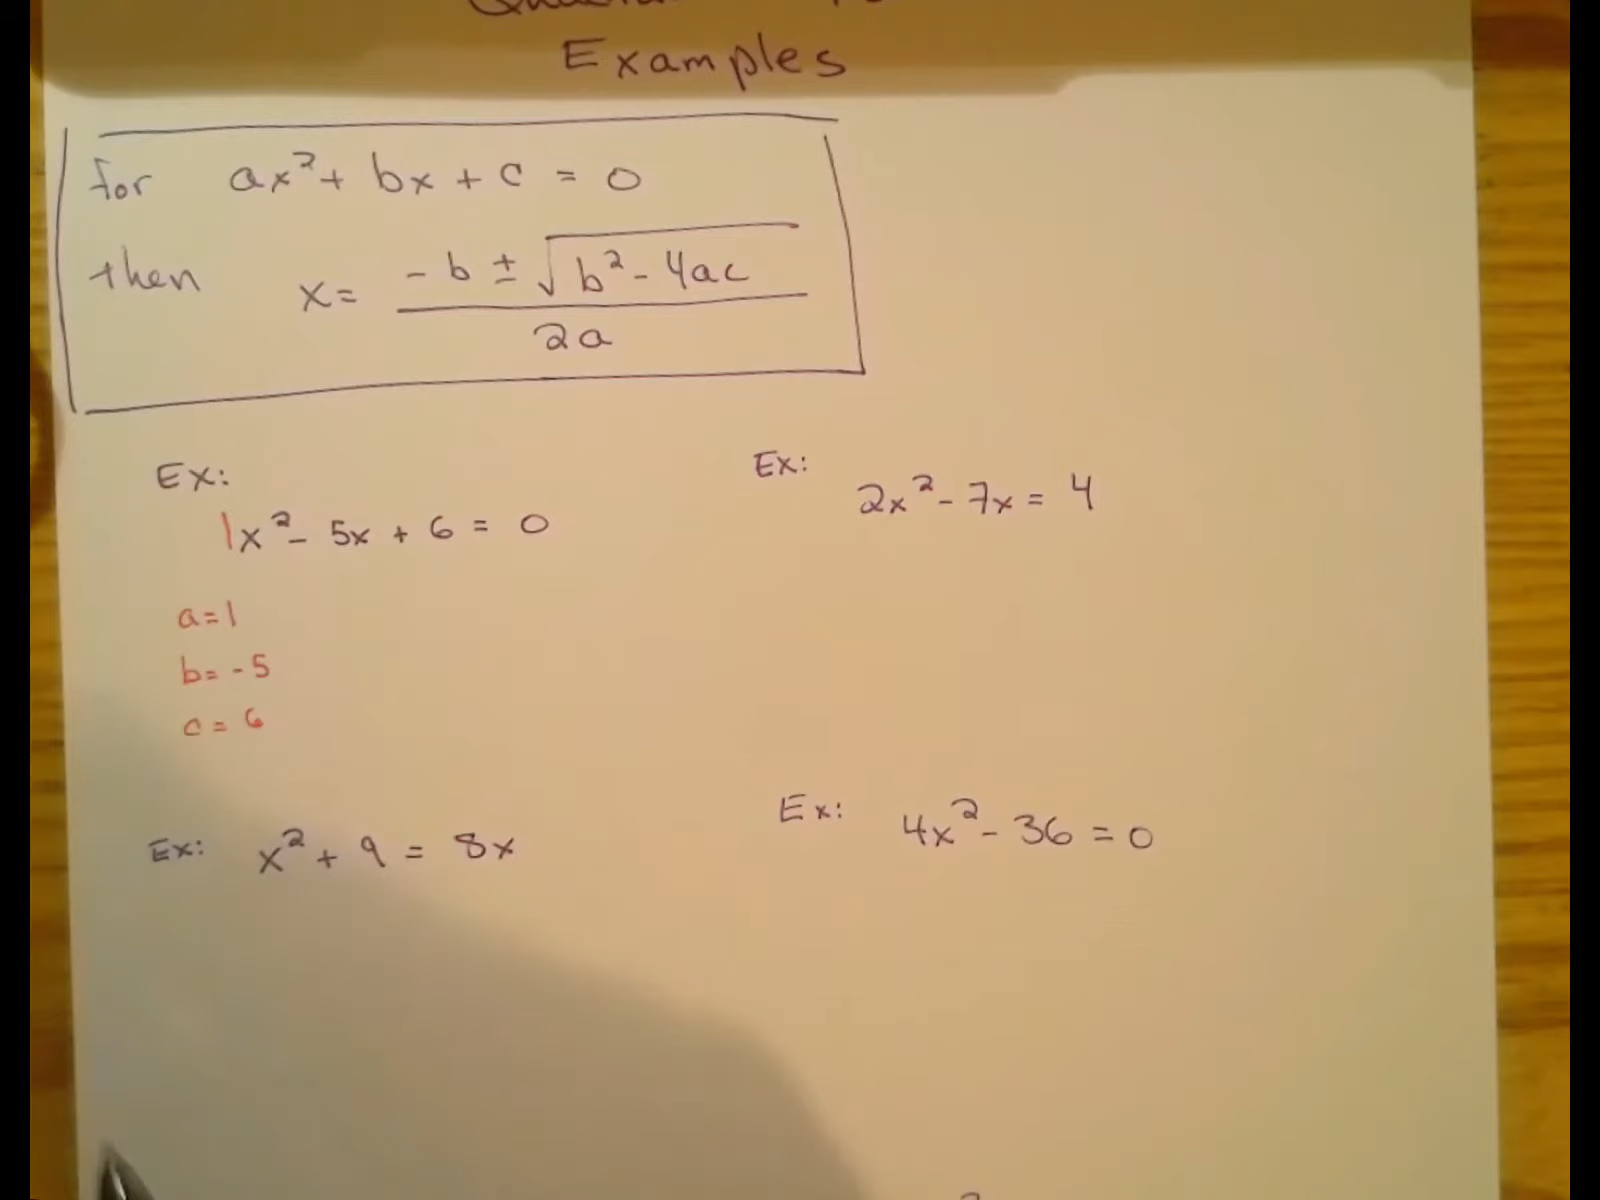 Examples
for ax² + bx + c = 0
then x = (-b ± √(b² - 4ac)) / 2a
Ex:
1x² - 5x + 6 = 0
a = 1
b = -5
c = 6
Ex:
2x² - 7x = 4
Ex: x² + 9 = 8x
Ex: 4x² - 36 = 0